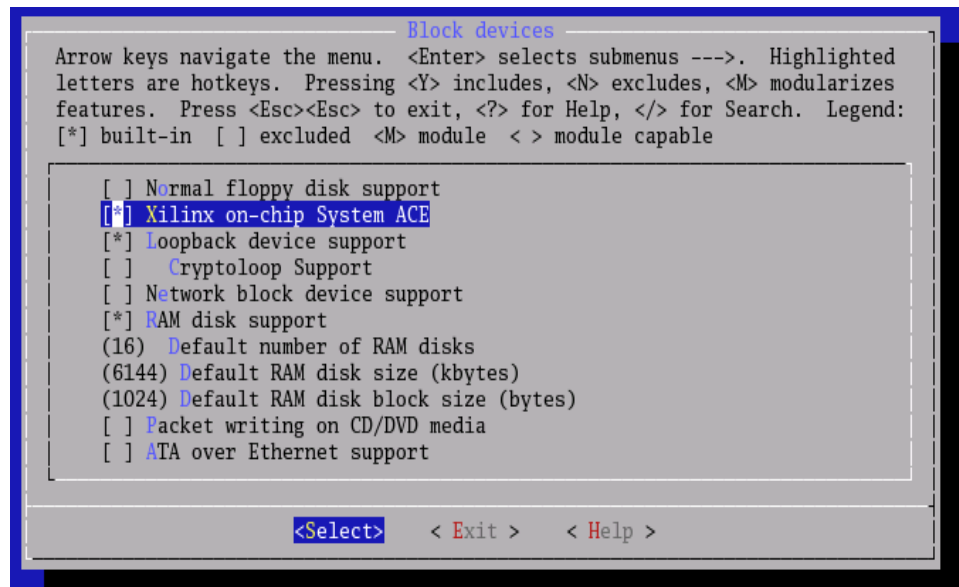 Block devices
Arrow keys navigate the menu.  <Enter> selects submenus --->.  Highlighted
letters are hotkeys.  Pressing <Y> includes, <N> excludes, <M> modularizes
features.  Press <Esc><Esc> to exit, <?> for Help, </> for Search.  Legend:
[*] built-in  [ ] excluded  <M> module  < > module capable
[ ] Normal floppy disk support
[*] Xilinx on-chip System ACE
[*] Loopback device support
[ ]   Cryptoloop Support
[ ] Network block device support
[*] RAM disk support
(16)  Default number of RAM disks
(6144) Default RAM disk size (kbytes)
(1024) Default RAM disk block size (bytes)
[ ] Packet writing on CD/DVD media
[ ] ATA over Ethernet support
<Select>    < Exit >    < Help >